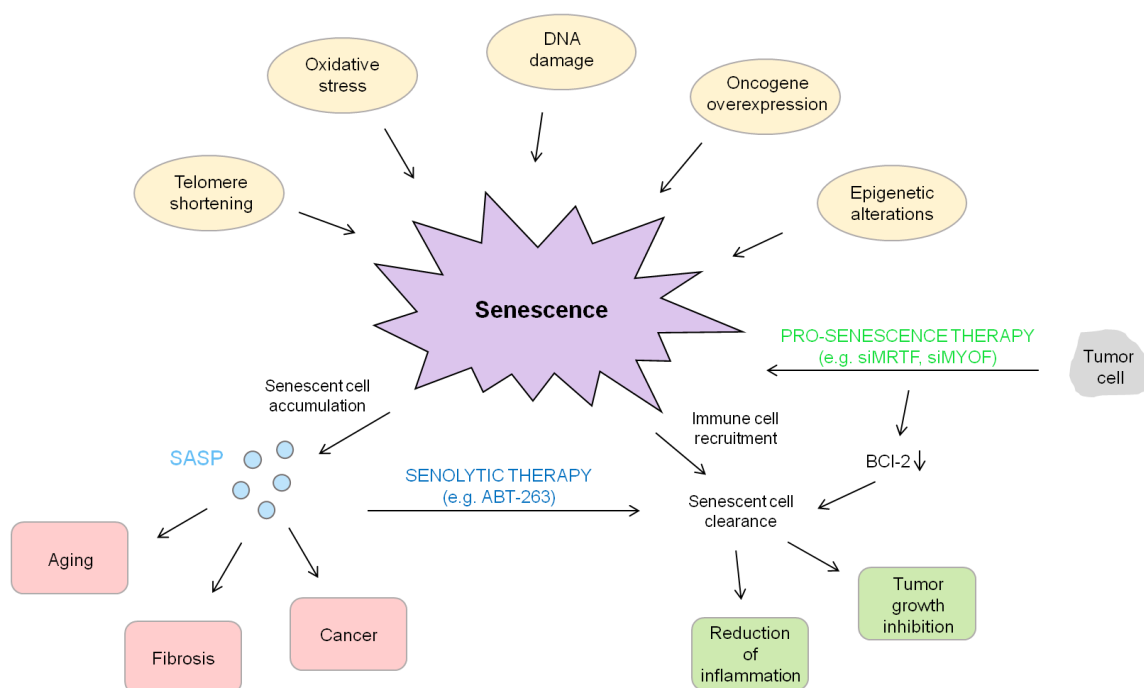 DNA
damage
Oxidative
stress
Oncogene
overexpression
Telomere
shortening
Epigenetic
alterations
Senescence
PRO-SENESCENCE THERAPY
(e.g. siMRTF, siMYOF)
Tumor
cell
Senescent cell
accumulation
Immune cell
recruitment
SASP
BCl-2
SENOLYTIC THERAPY
(e.g. ABT-263)
Senescent cell
clearance
Aging
Fibrosis
Cancer
Reduction
of
inflammation
Tumor
growth
inhibition